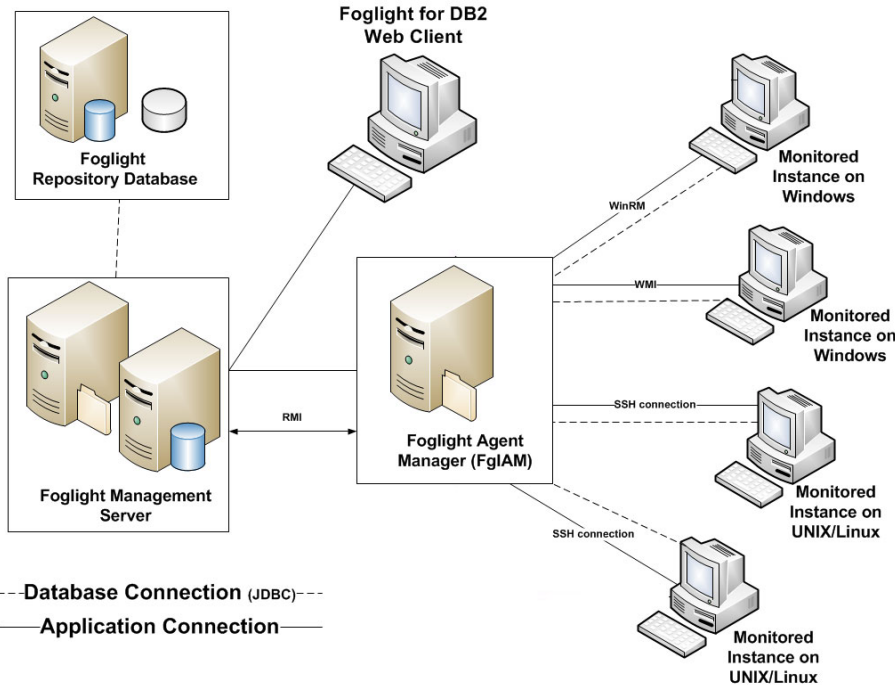 Foglight for DB2
Web Client
Foglight
Repository Database
Monitored
Instance on
Windows
WinRM
WMI
Monitored
Instance on
Windows
RMI
SSH connection
Foglight Agent
Manager (FglAM)
Foglight Management
Server
Monitored
Instance on
UNIX/Linux
SSH connection
Database Connection (JDBC)
Application Connection
Monitored
Instance on
UNIX/Linux